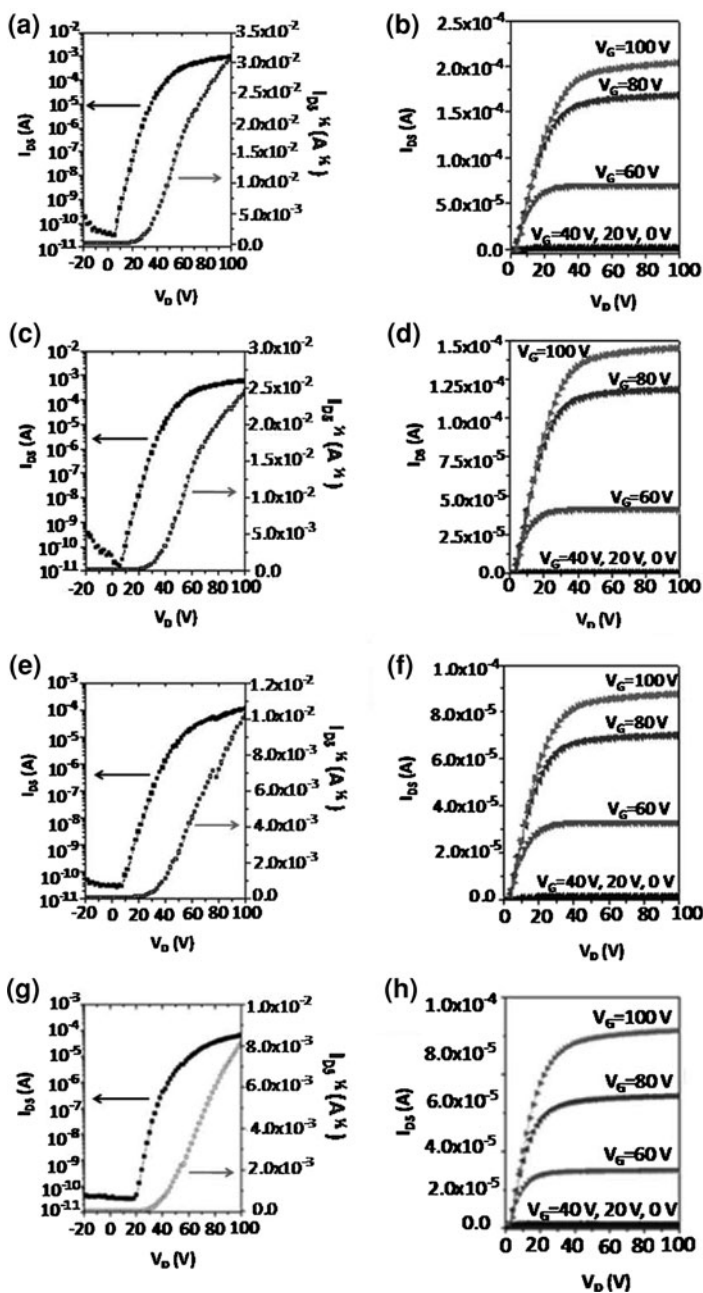 (a)
10⁻²
10⁻³
10⁻⁴
10⁻⁵
10⁻⁶
10⁻⁷
10⁻⁸
10⁻⁹
10⁻¹⁰
10⁻¹¹
I_DS (A)
3.5x10⁻²
3.0x10⁻²
2.5x10⁻²
2.0x10⁻²
1.5x10⁻²
1.0x10⁻²
5.0x10⁻³
0.0
I_DS^½ (A^½)
-20 0 20 40 60 80 100
V_D (V)
(b)
2.5x10⁻⁴
2.0x10⁻⁴
1.5x10⁻⁴
1.0x10⁻⁴
5.0x10⁻⁵
0.0
I_DS (A)
V_G=100 V
V_G=80 V
V_G=60 V
V_G=40 V, 20 V, 0 V
0 20 40 60 80 100
V_D (V)
(c)
10⁻²
10⁻³
10⁻⁴
10⁻⁵
10⁻⁶
10⁻⁷
10⁻⁸
10⁻⁹
10⁻¹⁰
10⁻¹¹
I_DS (A)
3.0x10⁻²
2.5x10⁻²
2.0x10⁻²
1.5x10⁻²
1.0x10⁻²
5.0x10⁻³
0.0
I_DS^½ (A^½)
-20 0 20 40 60 80 100
V_D (V)
(d)
1.5x10⁻⁴
1.25x10⁻⁴
1.0x10⁻⁴
7.5x10⁻⁵
5.0x10⁻⁵
2.5x10⁻⁵
0.0
I_DS (A)
V_G=100 V
V_G=80 V
V_G=60 V
V_G=40 V, 20 V, 0 V
0 20 40 60 80 100
V_D (V)
(e)
10⁻³
10⁻⁴
10⁻⁵
10⁻⁶
10⁻⁷
10⁻⁸
10⁻⁹
10⁻¹⁰
10⁻¹¹
I_DS (A)
1.2x10⁻²
1.0x10⁻²
8.0x10⁻³
6.0x10⁻³
4.0x10⁻³
2.0x10⁻³
0.0
I_DS^½ (A^½)
-20 0 20 40 60 80 100
V_D (V)
(f)
1.0x10⁻⁴
8.0x10⁻⁵
6.0x10⁻⁵
4.0x10⁻⁵
2.0x10⁻⁵
0.0
I_DS (A)
V_G=100 V
V_G=80 V
V_G=60 V
V_G=40 V, 20 V, 0 V
0 20 40 60 80 100
V_D (V)
(g)
10⁻³
10⁻⁴
10⁻⁵
10⁻⁶
10⁻⁷
10⁻⁸
10⁻⁹
10⁻¹⁰
10⁻¹¹
I_DS (A)
1.0x10⁻²
8.0x10⁻³
6.0x10⁻³
4.0x10⁻³
2.0x10⁻³
0.0
I_DS^½ (A^½)
-20 0 20 40 60 80 100
V_D (V)
(h)
1.0x10⁻⁴
8.0x10⁻⁵
6.0x10⁻⁵
2.0x10⁻⁵
0.0
I_DS (A)
V_G=100 V
V_G=80 V
V_G=60 V
V_G=40 V, 20 V, 0 V
0 20 40 60 80 100
V_D (V)